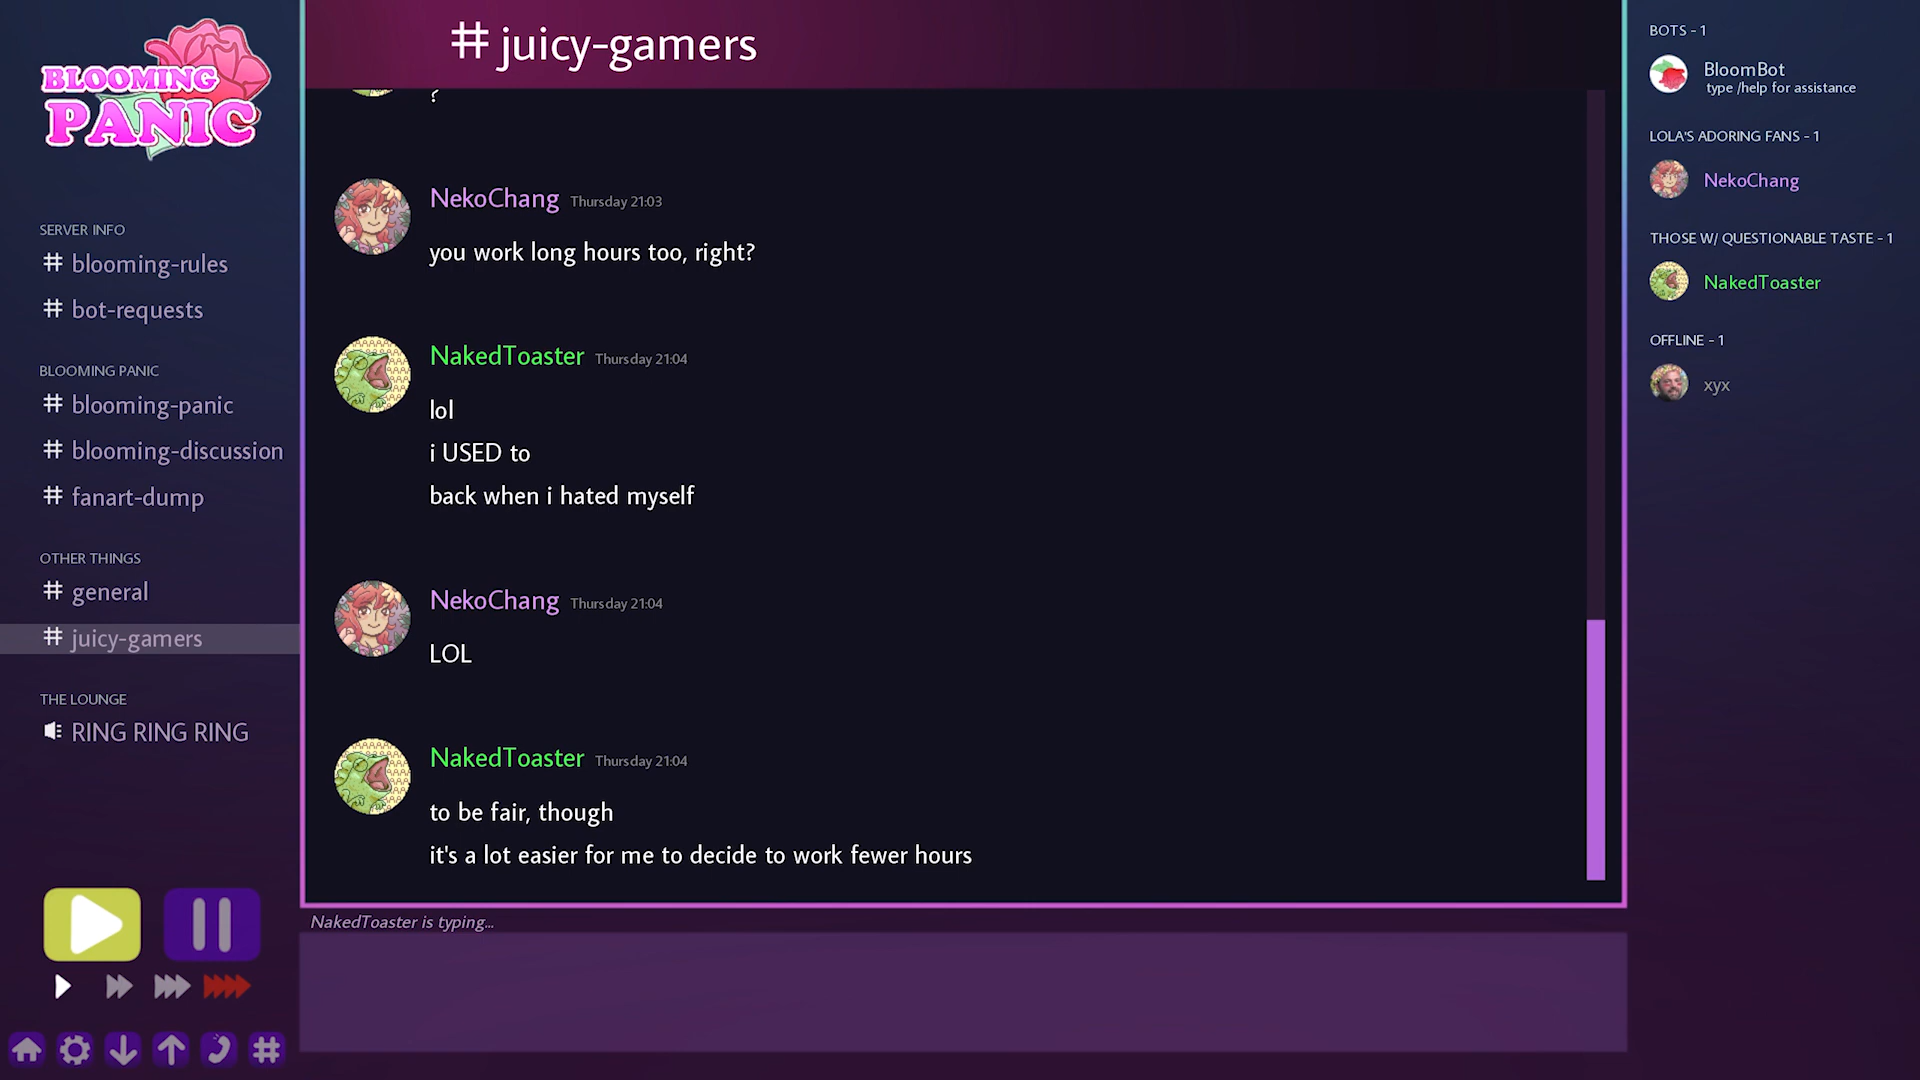 BLOOMING
PANIC
SERVER INFO
# blooming-rules
# bot-requests
BLOOMING PANIC
# blooming-panic
# blooming-discussion
# fanart-dump
OTHER THINGS
# general
# juicy-gamers
THE LOUNGE
RING RING RING
# juicy-gamers
?
NekoChang Thursday 21:03
you work long hours too, right?
NakedToaster Thursday 21:04
lol
i USED to
back when i hated myself
NekoChang Thursday 21:04
LOL
NakedToaster Thursday 21:04
to be fair, though
it's a lot easier for me to decide to work fewer hours
NakedToaster is typing...
BOTS - 1
BloomBot
type /help for assistance
LOLA'S ADORING FANS - 1
NekoChang
THOSE W/ QUESTIONABLE TASTE - 1
NakedToaster
OFFLINE - 1
xyx